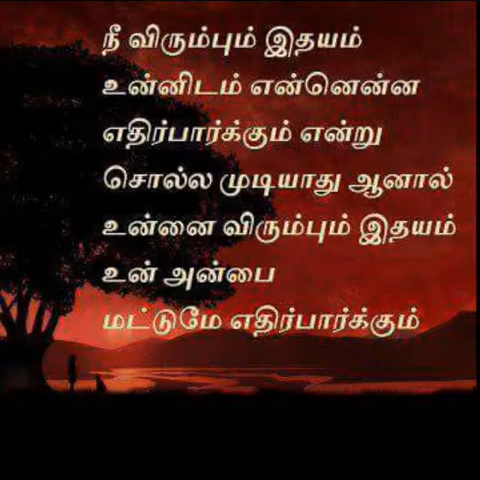 நீ விரும்பும் இதயம்
உன்னிடம் என்னென்ன
எதிர்பார்க்கும் என்று
சொல்ல முடியாது ஆனால்
உன்னை விரும்பும் இதயம்
உன் அன்பை
மட்டுமே எதிர்பார்க்கும்